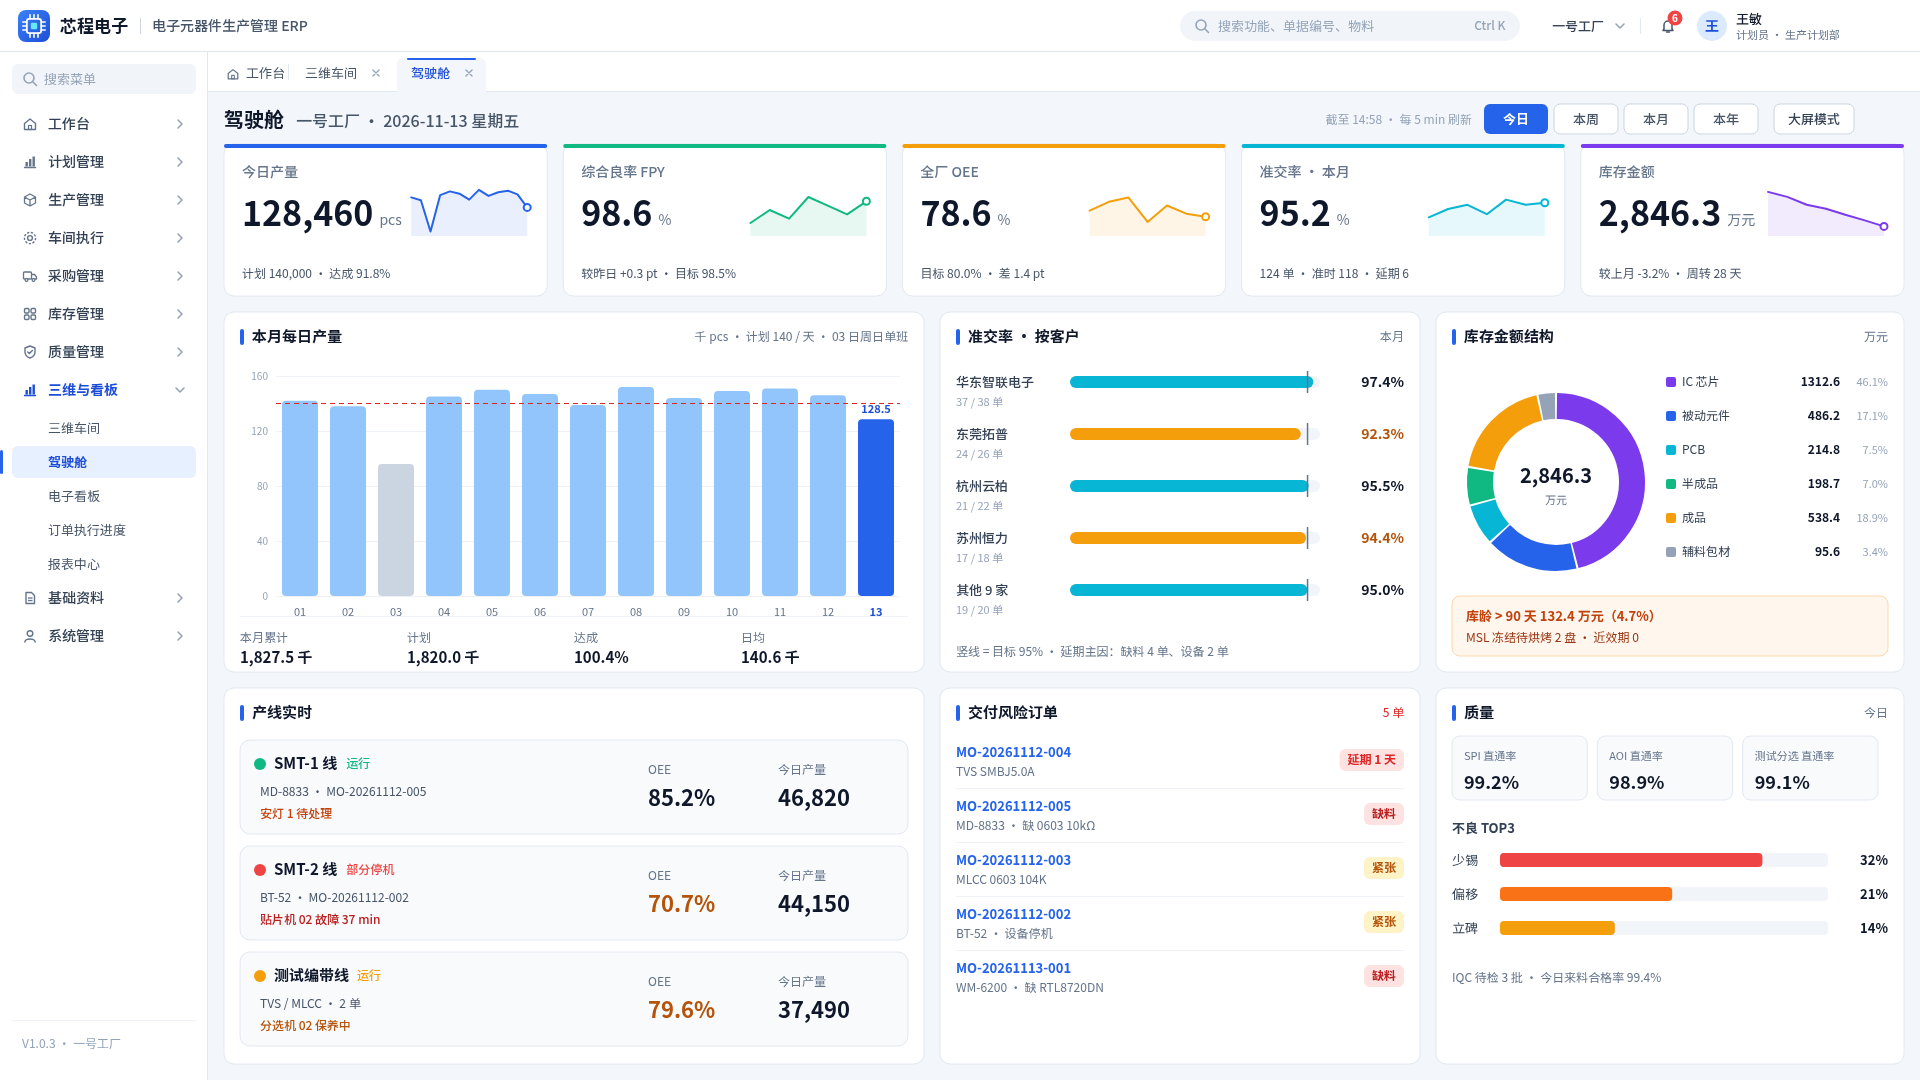 芯程电子
电子元器件生产管理 ERP
搜索功能、单据编号、物料
Ctrl K
一号工厂
6
王
王敏
计划员 · 生产计划部
搜索菜单
工作台
计划管理
生产管理
车间执行
采购管理
库存管理
质量管理
三维与看板
三维车间
驾驶舱
电子看板
订单执行进度
报表中心
基础资料
系统管理
V1.0.3 · 一号工厂
工作台
三维车间
驾驶舱
驾驶舱
一号工厂 · 2026-11-13 星期五
截至 14:58 · 每 5 min 刷新
今日
本周
本月
本年
大屏模式
今日产量
128,460 pcs
计划 140,000 · 达成 91.8%
综合良率 FPY
98.6 %
较昨日 +0.3 pt · 目标 98.5%
全厂 OEE
78.6 %
目标 80.0% · 差 1.4 pt
准交率 · 本月
95.2 %
124 单 · 准时 118 · 延期 6
库存金额
2,846.3 万元
较上月 -3.2% · 周转 28 天
本月每日产量
千 pcs · 计划 140 / 天 · 03 日周日单班
160
120
80
40
0
128.5
01 02 03 04 05 06 07 08 09 10 11 12 13
本月累计
1,827.5 千
计划
1,820.0 千
达成
100.4%
日均
140.6 千
准交率 · 按客户
本月
华东智联电子
37 / 38 单
97.4%
东莞拓普
24 / 26 单
92.3%
杭州云柏
21 / 22 单
95.5%
苏州恒力
17 / 18 单
94.4%
其他 9 家
19 / 20 单
95.0%
竖线 = 目标 95% · 延期主因：缺料 4 单、设备 2 单
库存金额结构
万元
2,846.3
万元
IC 芯片 1312.6 46.1%
被动元件 486.2 17.1%
PCB 214.8 7.5%
半成品 198.7 7.0%
成品 538.4 18.9%
辅料包材 95.6 3.4%
库龄 > 90 天 132.4 万元（4.7%）
MSL 冻结待烘烤 2 盘 · 近效期 0
产线实时
SMT-1 线 运行
MD-8833 · MO-20261112-005
安灯 1 待处理
OEE
85.2%
今日产量
46,820
SMT-2 线 部分停机
BT-52 · MO-20261112-002
贴片机 02 故障 37 min
OEE
70.7%
今日产量
44,150
测试编带线 运行
TVS / MLCC · 2 单
分选机 02 保养中
OEE
79.6%
今日产量
37,490
交付风险订单
5 单
MO-20261112-004
TVS SMBJ5.0A
延期 1 天
MO-20261112-005
MD-8833 · 缺 0603 10kΩ
缺料
MO-20261112-003
MLCC 0603 104K
紧张
MO-20261112-002
BT-52 · 设备停机
紧张
MO-20261113-001
WM-6200 · 缺 RTL8720DN
缺料
质量
今日
SPI 直通率
99.2%
AOI 直通率
98.9%
测试分选 直通率
99.1%
不良 TOP3
少锡 32%
偏移 21%
立碑 14%
IQC 待检 3 批 · 今日来料合格率 99.4%